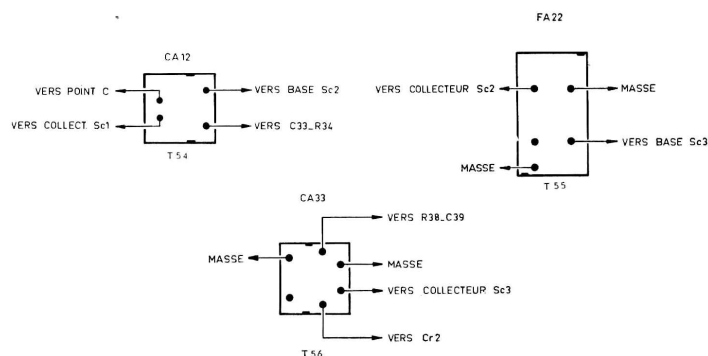 FA22
CA12
VERS POINT C
VERS BASE Sc2
VERS COLLECT. Sc1
VERS C33_R34
T 54
VERS COLLECTEUR Sc2
MASSE
VERS BASE Sc3
MASSE
T 55
CA33
VERS R38_C39
MASSE
MASSE
VERS COLLECTEUR Sc3
VERS Cr2
T 56